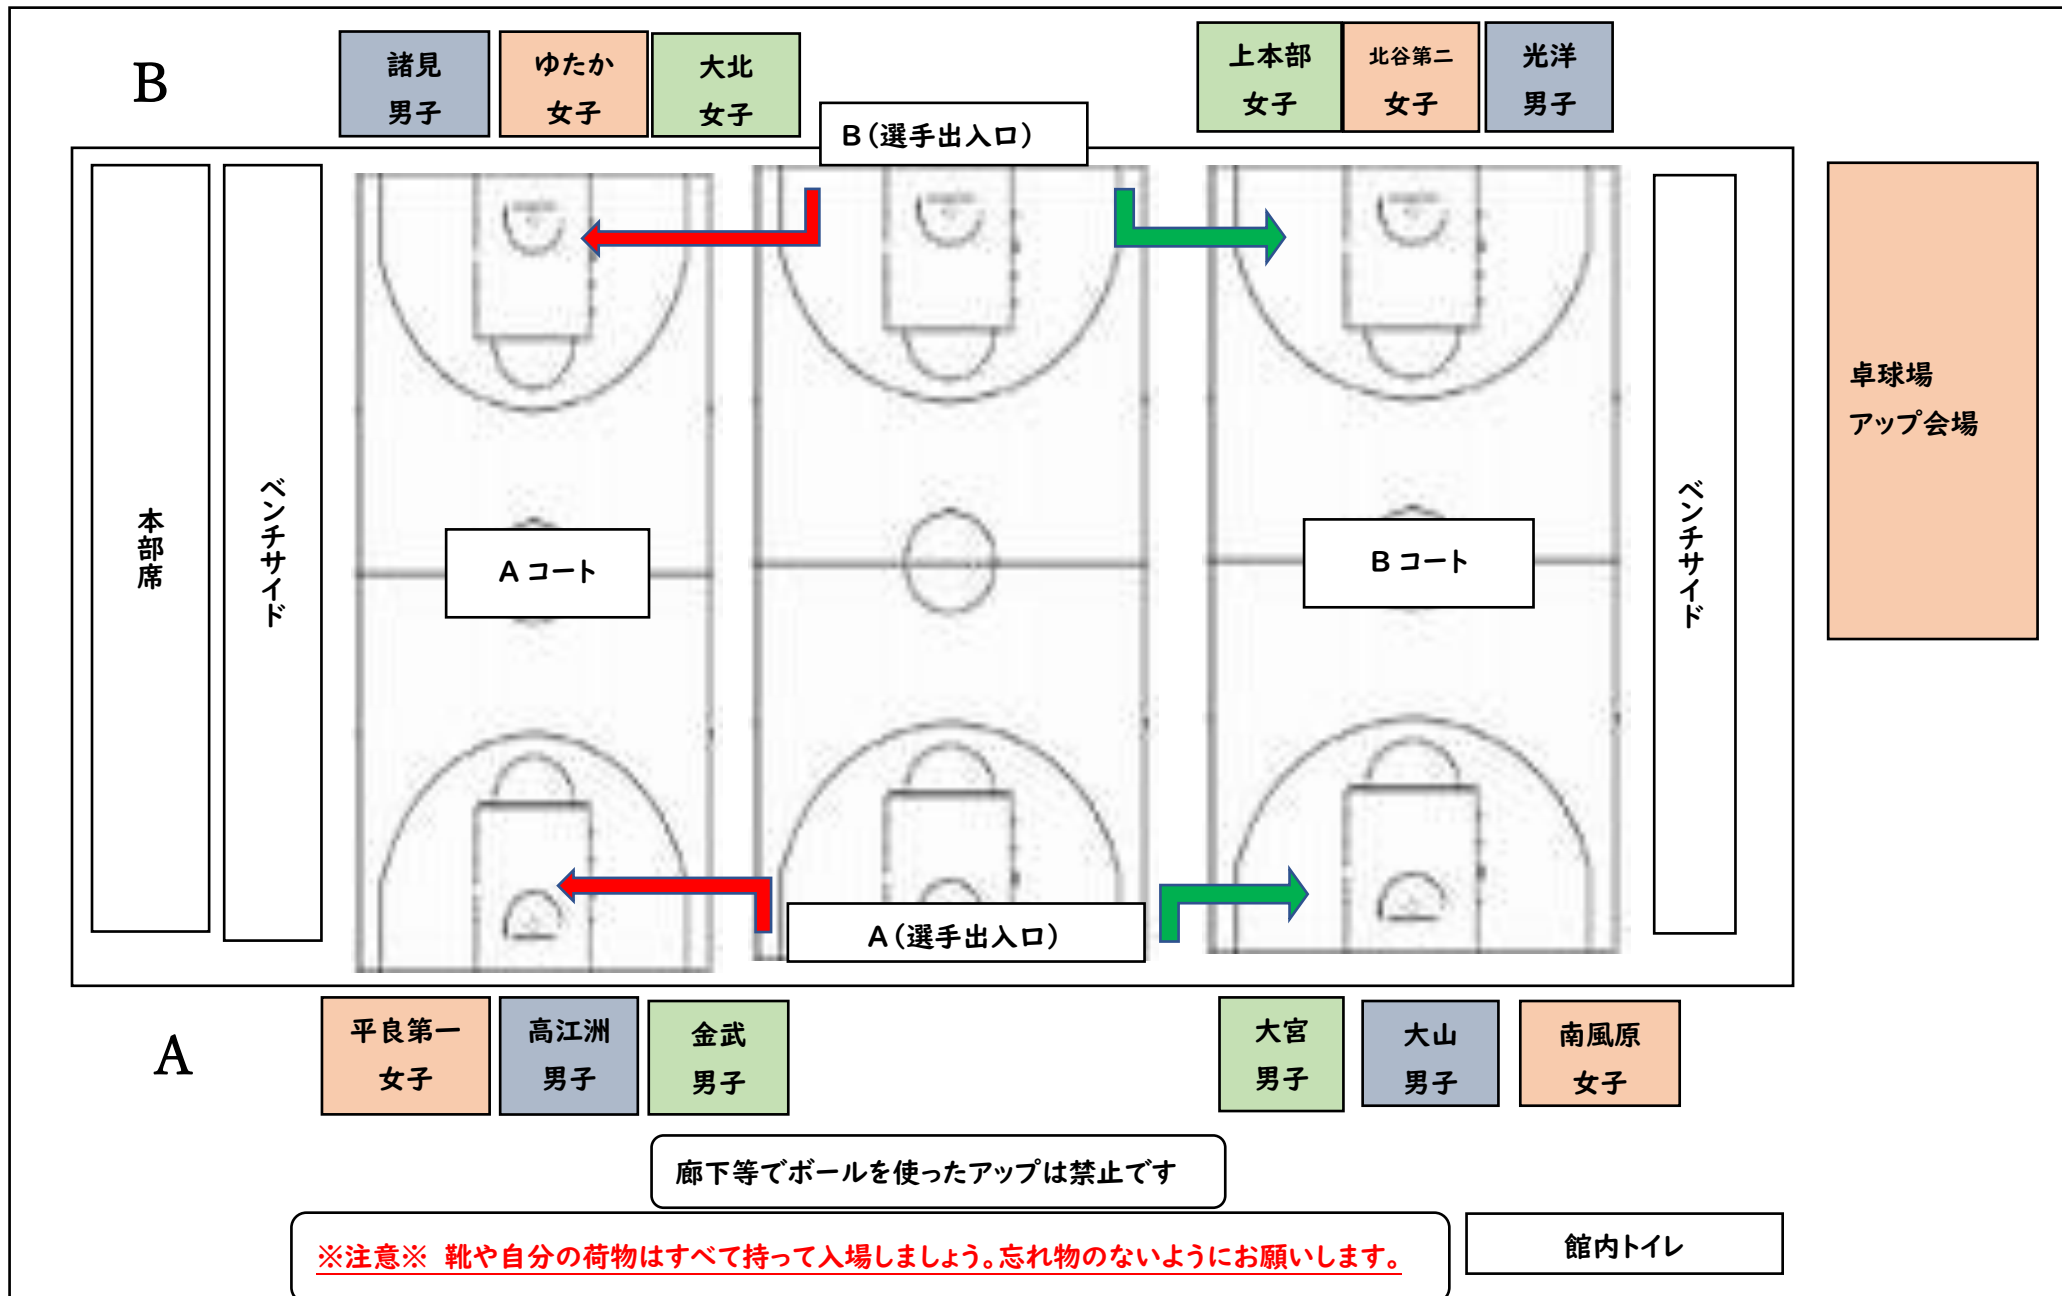 B
諸見
男子
ゆたか
女子
大北
女子
上本部
女子
北谷第二
女子
光洋
男子
B（選手出入口）
本部席
ベンチサイド
A コート
B コート
ベンチサイド
卓球場
アップ会場
A（選手出入口）
A
平良第一
女子
高江洲
男子
金武
男子
大宮
男子
大山
男子
南風原
女子
廊下等でボールを使ったアップは禁止です
※注意※ 靴や自分の荷物はすべて持って入場しましょう。忘れ物のないようにお願いします。
館内トイレ